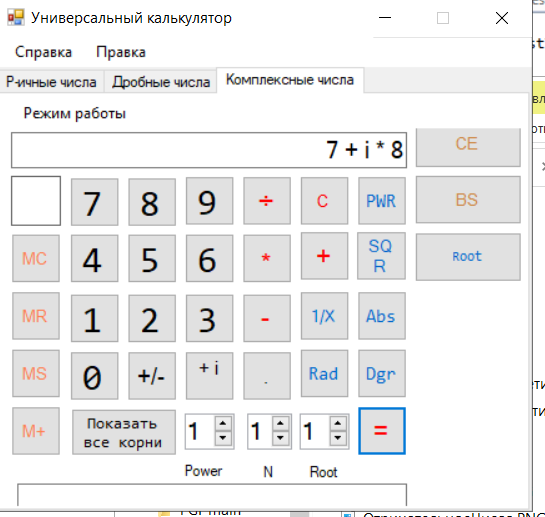 Универсальный калькулятор
Справка Правка
Р-ичные числа Дробные числа Комплексные числа
Режим работы
7 + i * 8 CE
7 8 9 ÷ C PWR BS
MC 4 5 6 * + SQ
R Root
MR 1 2 3 - 1/X Abs
MS 0 +/- + i . Rad Dgr
M+ Показать
все корни 1 1 1 =
Power N Root